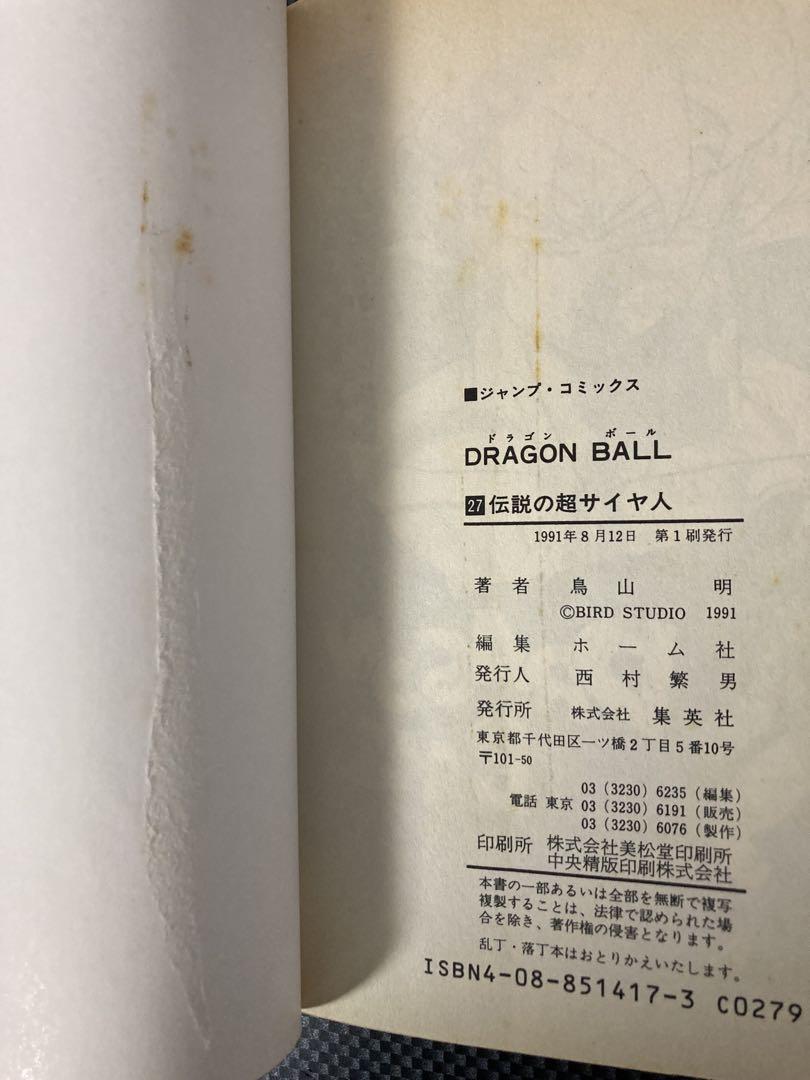 ■ジャンプ・コミックス
ドラゴン ボール
DRAGON BALL
27 伝説の超サイヤ人
1991年8月12日 第1刷発行
著者 鳥山 明
©BIRD STUDIO 1991
編集 ホーム社
発行人 西村繁男
発行所 株式会社 集英社
東京都千代田区一ツ橋2丁目5番10号
〒101-50
03 (3230) 6235 (編集)
電話 東京 03 (3230) 6191 (販売)
03 (3230) 6076 (製作)
印刷所 株式会社美松堂印刷所
中央精版印刷株式会社
本書の一部あるいは全部を無断で複写
複製することは、法律で認められた場
合を除き、著作権の侵害となります。
乱丁・落丁本はおとりかえいたします。
ISBN4-08-851417-3 C0279